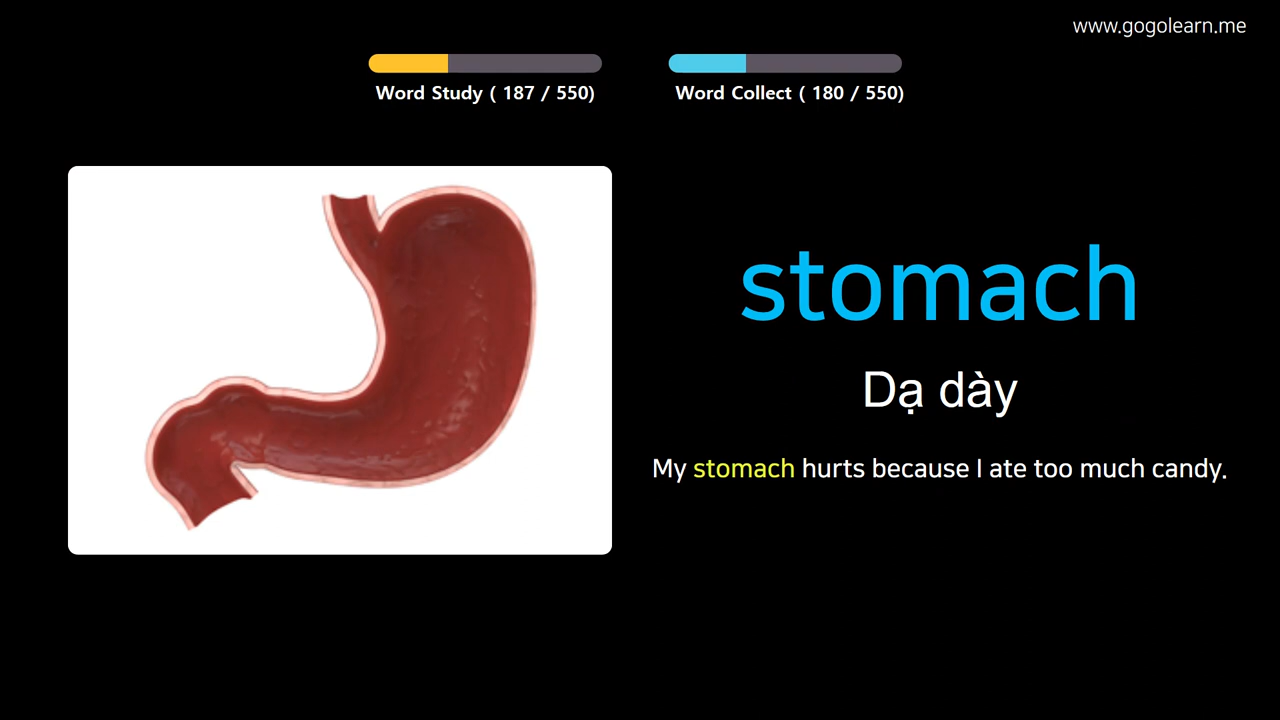 www.gogolearn.me
Word Study ( 187 / 550)
Word Collect ( 180 / 550)
stomach
Dạ dày
My stomach hurts because I ate too much candy.